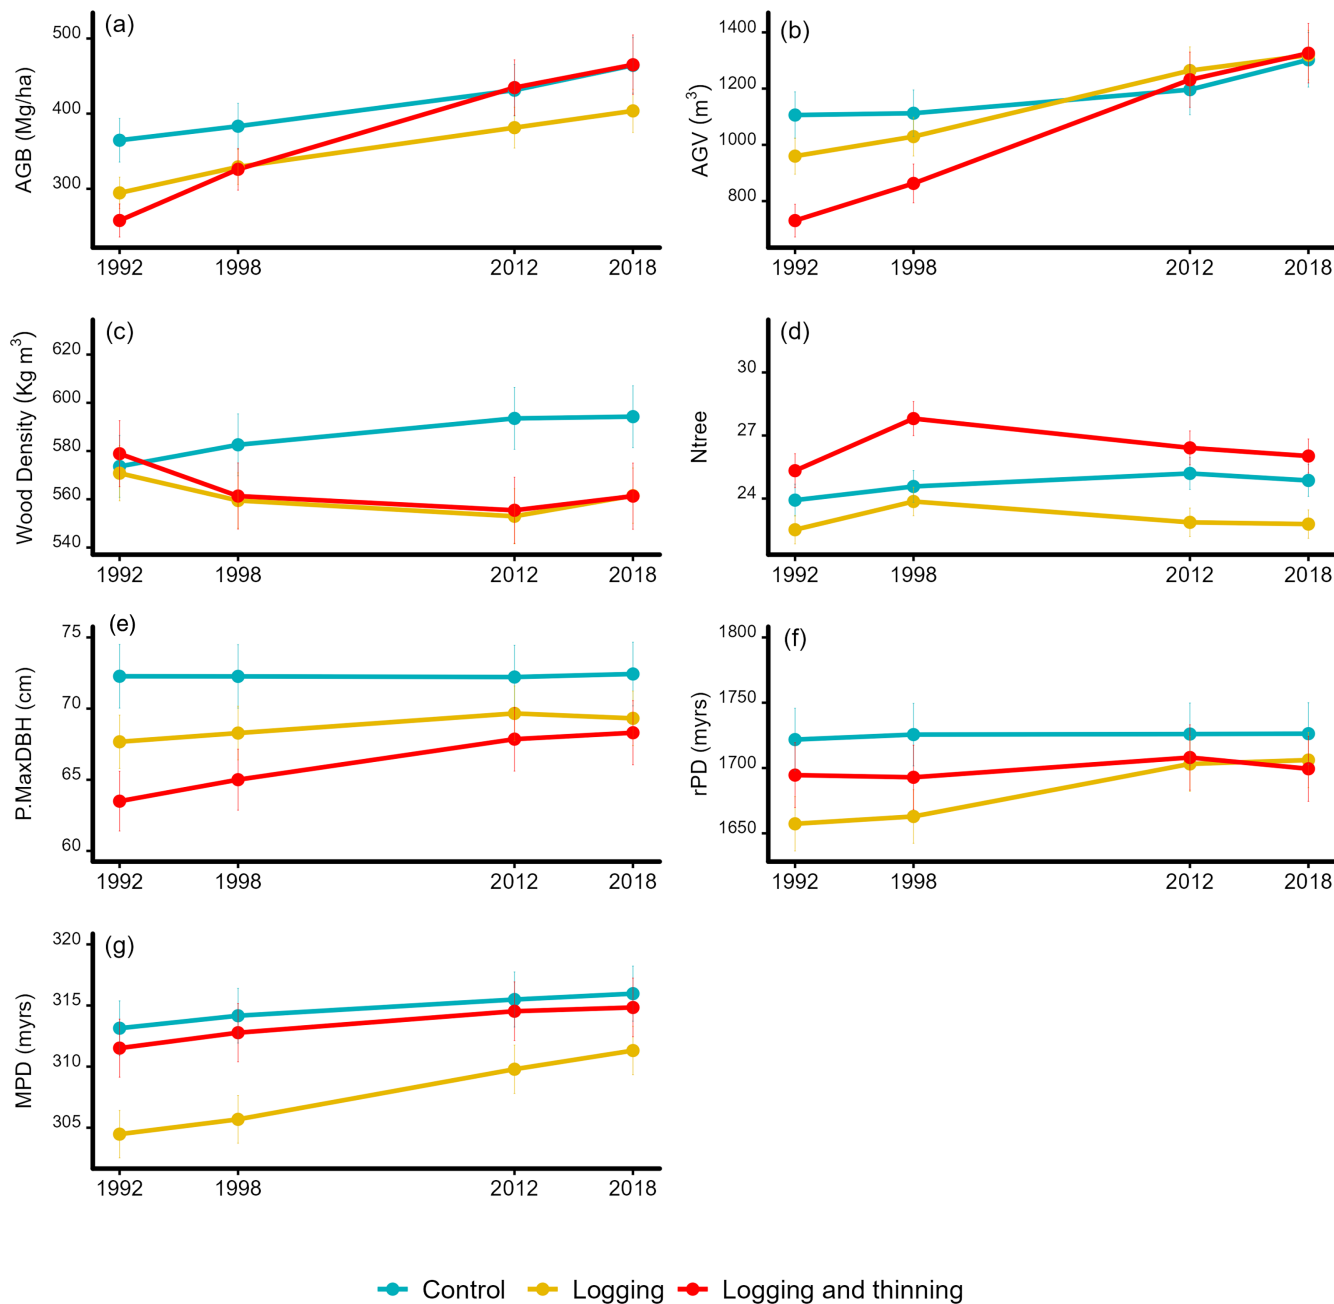 (a)
AGB (Mg/ha)
500
400
300
1992 1998 2012 2018
(b)
AGV (m³)
1400
1200
1000
800
1992 1998 2012 2018
(c)
Wood Density (Kg m³)
620
600
580
560
540
1992 1998 2012 2018
(d)
Ntree
30
27
24
1992 1998 2012 2018
(e)
P.MaxDBH (cm)
75
70
65
60
1992 1998 2012 2018
(f)
rPD (myrs)
1800
1750
1700
1650
1992 1998 2012 2018
(g)
MPD (myrs)
320
315
310
305
1992 1998 2012 2018
Control Logging Logging and thinning